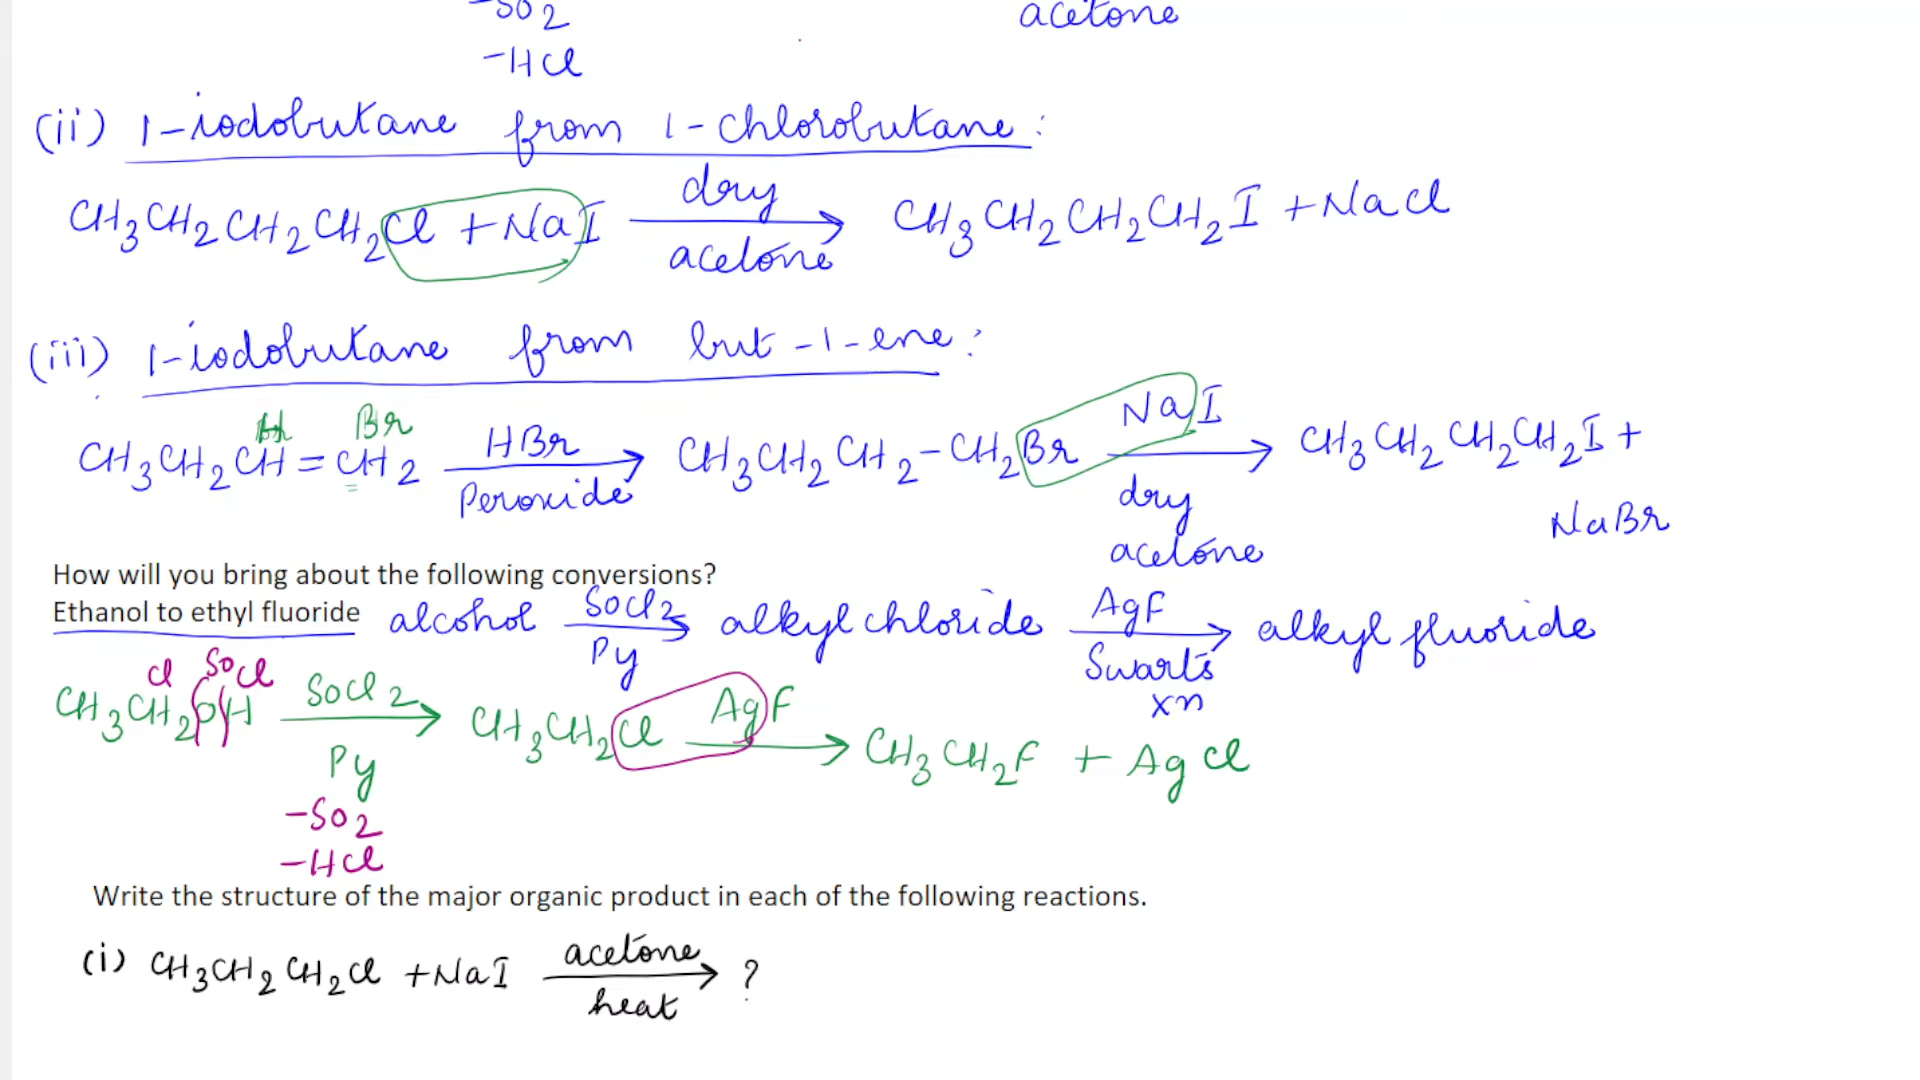 -SO2 acetone
-HCl
(ii) 1-iodobutane from 1-chlorobutane:
dry
CH3CH2CH2CH2Cl + NaI → CH3CH2CH2CH2I + NaCl
acetone
(iii) 1-iodobutane from but-1-ene:
H Br HBr NaI
CH3CH2CH=CH2 → CH3CH2CH2-CH2Br → CH3CH2CH2CH2I +
Peroxide dry NaBr
acetone
How will you bring about the following conversions?
Ethanol to ethyl fluoride alcohol SOCl2 → alkyl chloride AgF → alkyl fluoride
Py Swarts
rxn
Cl SOCl
CH3CH2OH SOCl2 → CH3CH2Cl AgF → CH3CH2F + AgCl
Py
-SO2
-HCl
Write the structure of the major organic product in each of the following reactions.
acetone
(i) CH3CH2CH2Cl + NaI → ?
heat